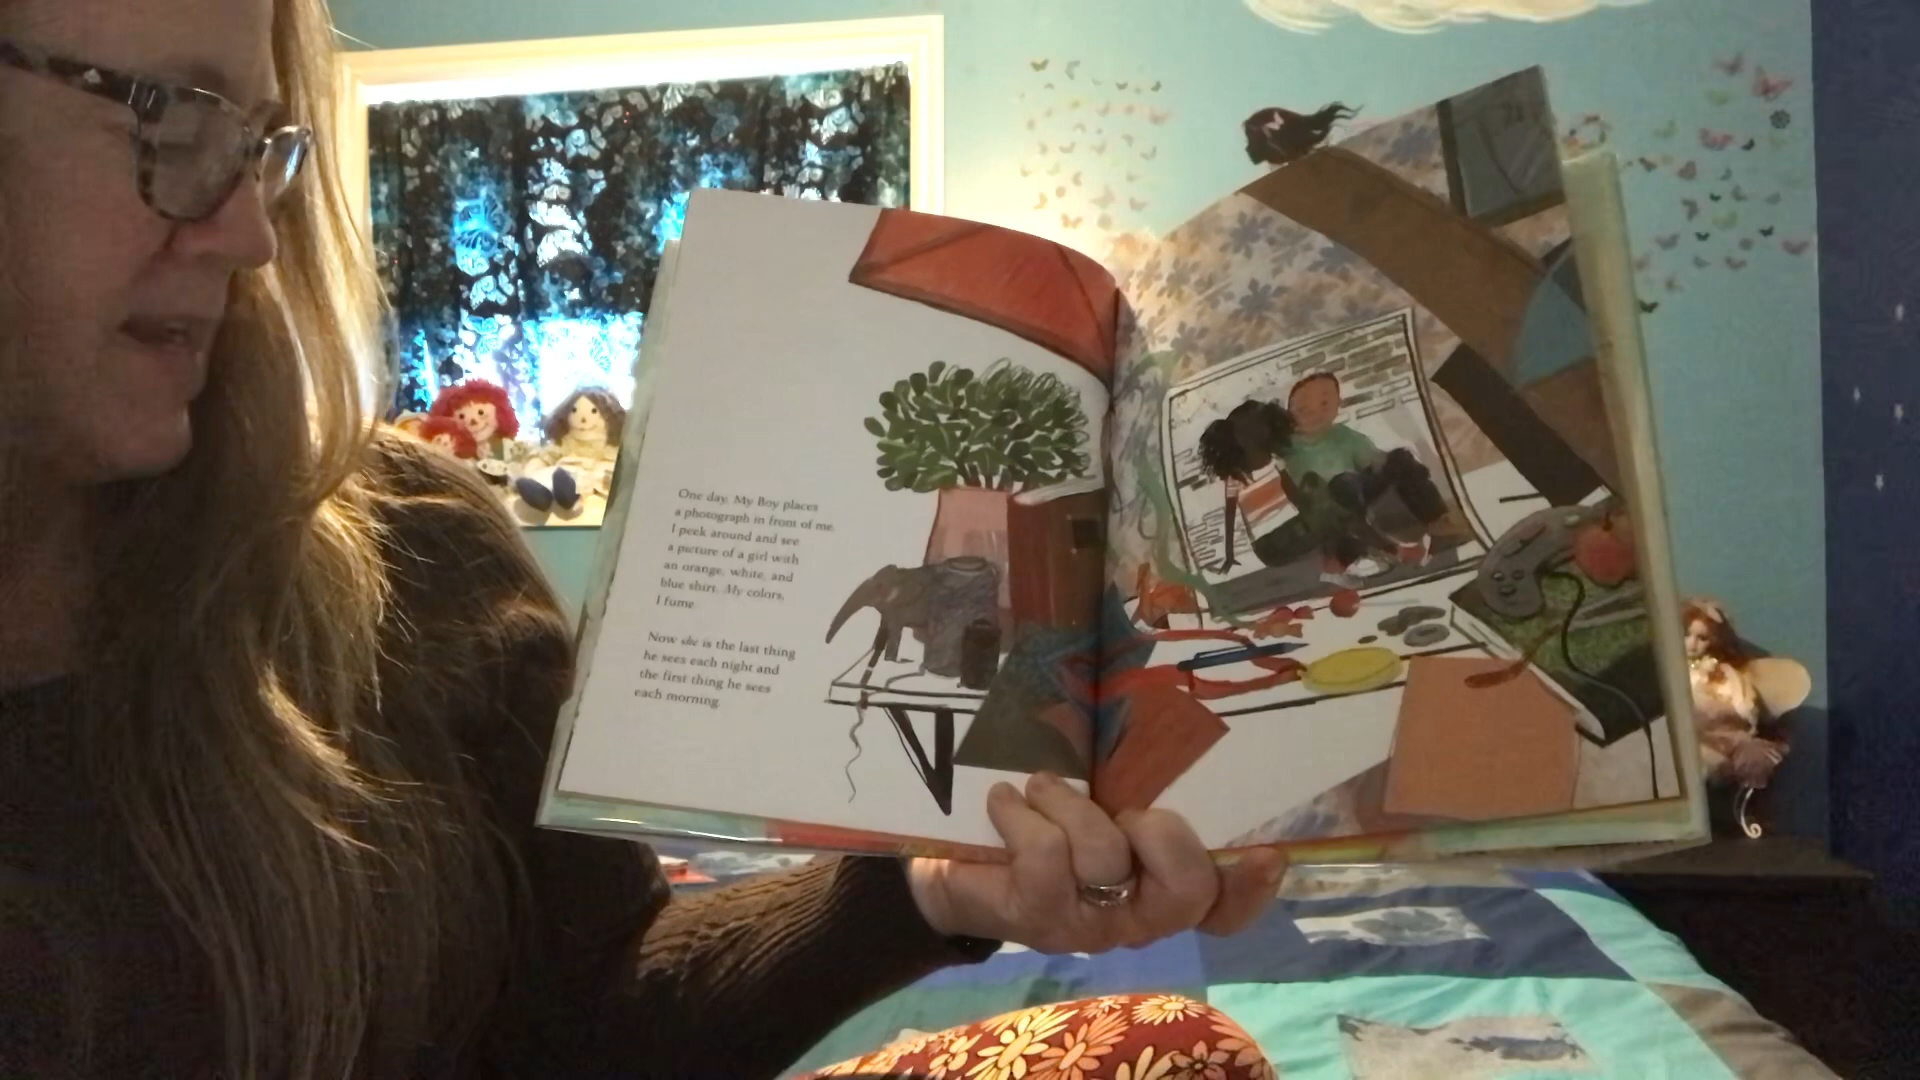 One day, My Boy places
a photograph in front of me.
I peek around and see
a picture of a girl with
an orange, white, and
blue shirt. My colors,
I fume.
Now she is the last thing
he sees each night and
the first thing he sees
each morning.